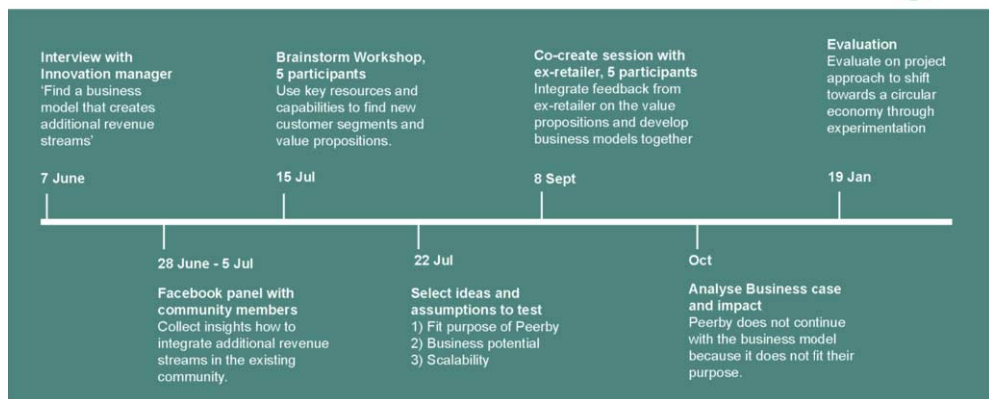 Interview with
Innovation manager
'Find a business
model that creates
additional revenue
streams'
7 June
Brainstorm Workshop,
5 participants
Use key resources and
capabilities to find new
customer segments and
value propositions.
15 Jul
Co-create session with
ex-retailer, 5 participants
Integrate feedback from
ex-retailer on the value
propositions and develop
business models together
8 Sept
Evaluation
Evaluate on project
approach to shift
towards a circular
economy through
experimentation
19 Jan
28 June - 5 Jul
Facebook panel with
community members
Collect insights how to
integrate additional revenue
streams in the existing
community.
22 Jul
Select ideas and
assumptions to test
1) Fit purpose of Peerby
2) Business potential
3) Scalability
Oct
Analyse Business case
and impact
Peerby does not continue
with the business model
because it does not fit their
purpose.